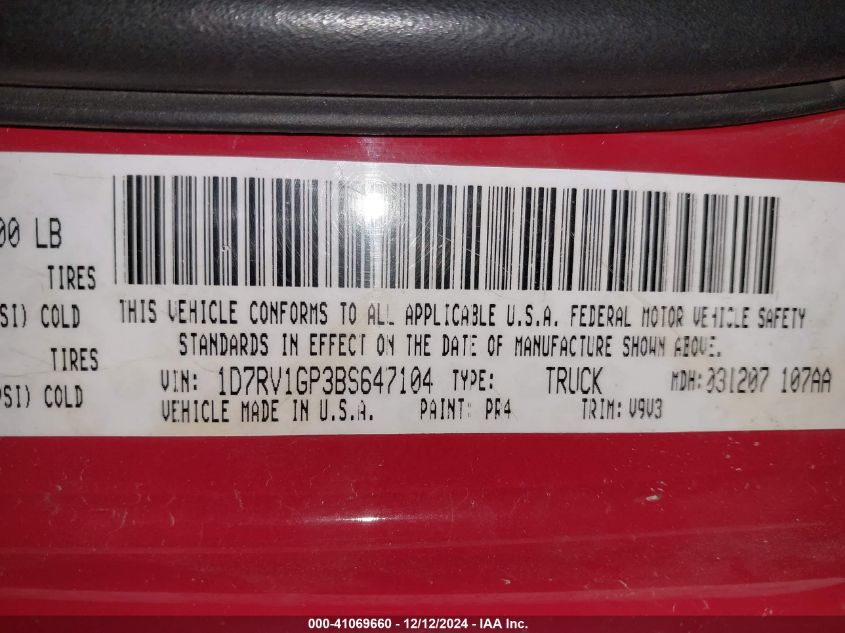 00 LB
TIRES
SI) COLD
TIRES
PSI) COLD
THIS VEHICLE CONFORMS TO ALL APPLICABLE U.S.A. FEDERAL MOTOR VEHICLE SAFETY
STANDARDS IN EFFECT ON THE DATE OF MANUFACTURE SHOWN ABOVE.
VIN: 1D7RV1GP3BS647104 TYPE: TRUCK MDH: 031207 107AA
VEHICLE MADE IN U.S.A. PAINT: PR4 TRIM: V9V3
000-41069660 - 12/12/2024 - IAA Inc.